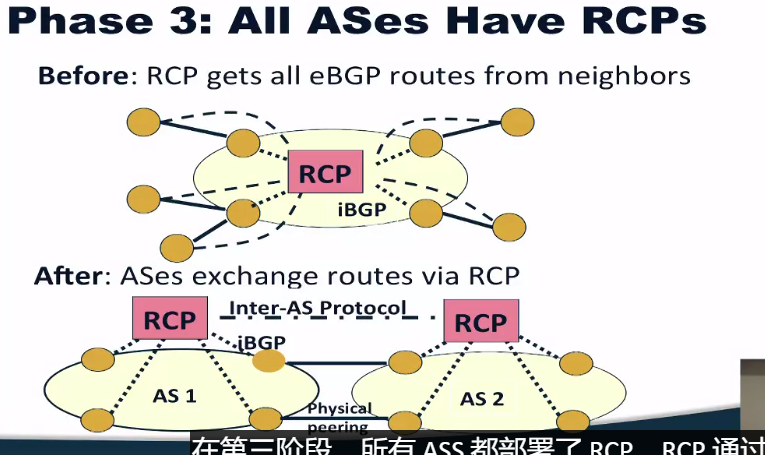 Phase 3: All ASes Have RCPs
Before: RCP gets all eBGP routes from neighbors
RCP
iBGP
After: ASes exchange routes via RCP
RCP
Inter-AS Protocol
RCP
iBGP
AS 1
AS 2
Physical
peering
在第三阶段 所有 ASS 都部署了 RCP RCP 通过